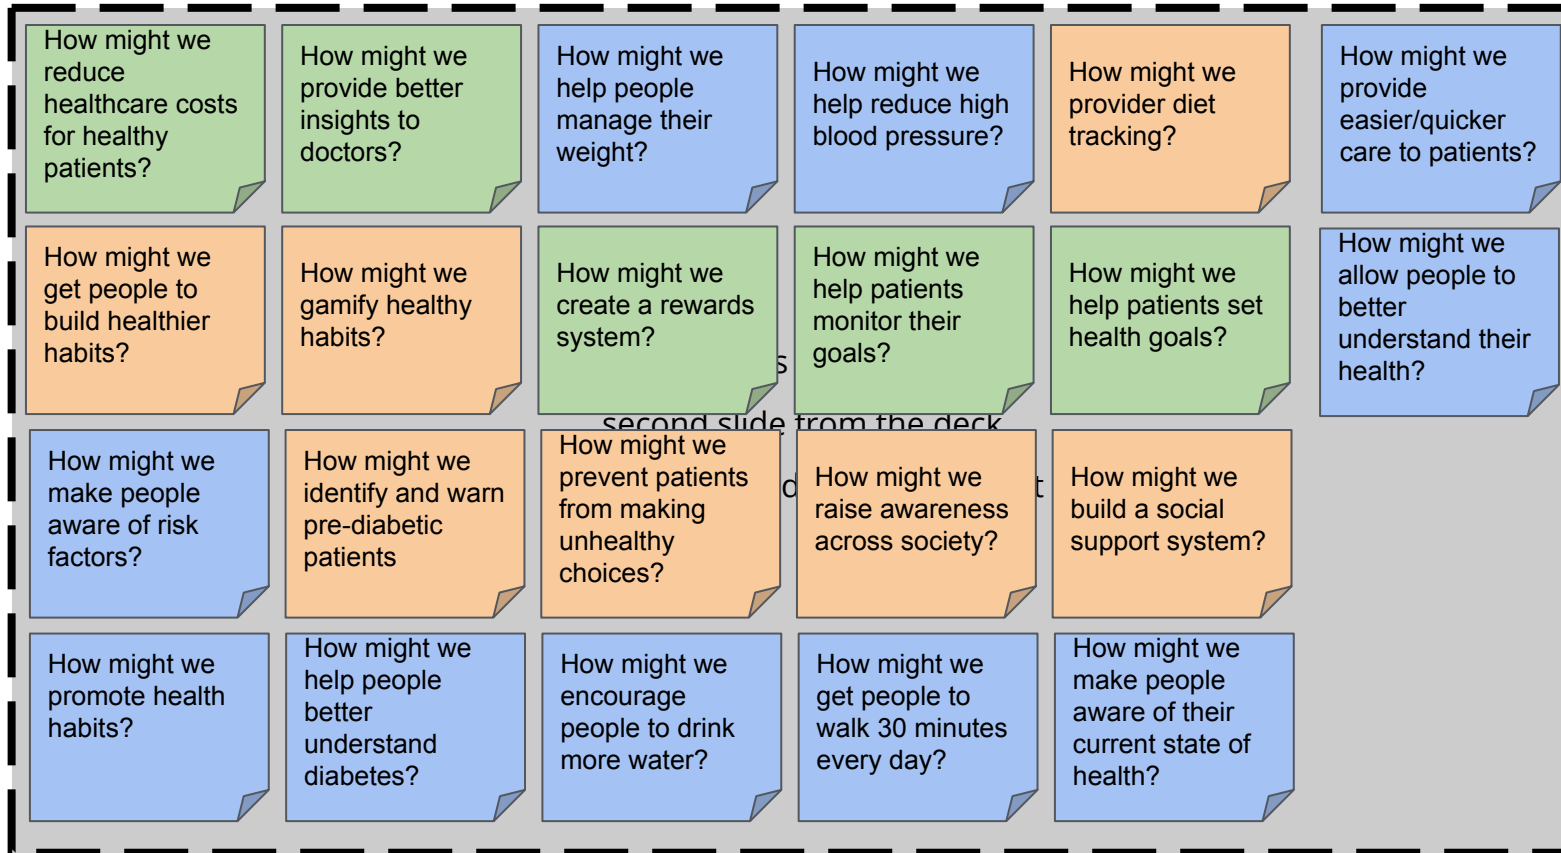 How might we
reduce
healthcare costs
for healthy
patients?
How might we
provide better
insights to
doctors?
How might we
help people
manage their
weight?
How might we
help reduce high
blood pressure?
How might we
provider diet
tracking?
How might we
provide
easier/quicker
care to patients?
How might we
get people to
build healthier
habits?
How might we
gamify healthy
habits?
How might we
create a rewards
system?
How might we
help patients
monitor their
goals?
How might we
help patients set
health goals?
How might we
allow people to
better
understand their
health?
second slide from the deck
How might we
make people
aware of risk
factors?
How might we
identify and warn
pre-diabetic
patients
How might we
prevent patients
from making
unhealthy
choices?
How might we
raise awareness
across society?
How might we
build a social
support system?
How might we
promote health
habits?
How might we
help people
better
understand
diabetes?
How might we
encourage
people to drink
more water?
How might we
get people to
walk 30 minutes
every day?
How might we
make people
aware of their
current state of
health?